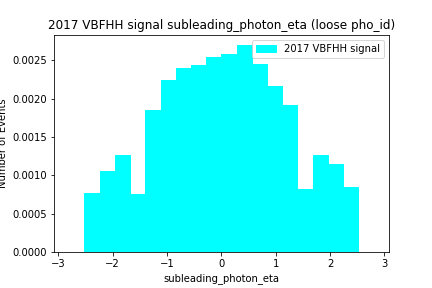 2017 VBFHH signal subleading_photon_eta (loose pho_id)
2017 VBFHH signal
Number of Events
0.0025
0.0020
0.0015
0.0010
0.0005
0.0000
−3 −2 −1 0 1 2 3
subleading_photon_eta